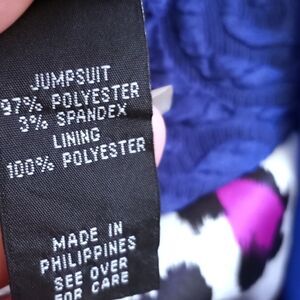 JUMPSUIT
97% POLYESTER
3% SPANDEX
LINING
100% POLYESTER
MADE IN
PHILIPPINES
SEE OVER
FOR CARE